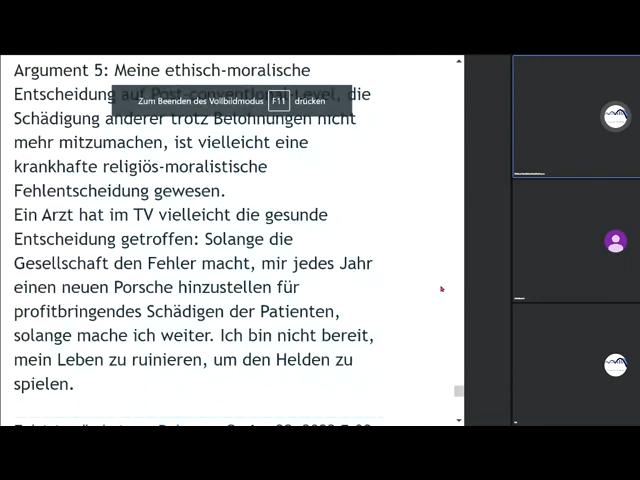 Argument 5: Meine ethisch-moralische
Entscheidung auf Post-conventional-Level, die
Zum Beenden des Vollbildmodus F11 drücken
Schädigung anderer trotz Belohnungen nicht
mehr mitzumachen, ist vielleicht eine
krankhafte religiös-moralistische
Fehlentscheidung gewesen.
Ein Arzt hat im TV vielleicht die gesunde
Entscheidung getroffen: Solange die
Gesellschaft den Fehler macht, mir jedes Jahr
einen neuen Porsche hinzustellen für
profitbringendes Schädigen der Patienten,
solange mache ich weiter. Ich bin nicht bereit,
mein Leben zu ruinieren, um den Helden zu
spielen.